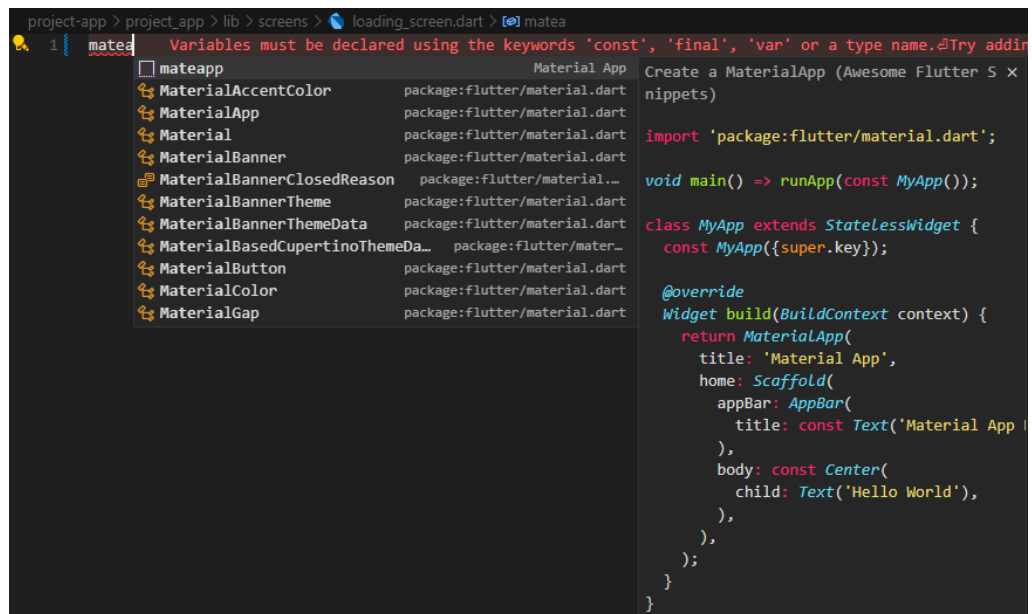 project-app > project_app > lib > screens > loading_screen.dart > matea
1 matea Variables must be declared using the keywords 'const', 'final', 'var' or a type name.⏎Try addin
mateapp Material App
MaterialAccentColor package:flutter/material.dart
MaterialApp package:flutter/material.dart
Material package:flutter/material.dart
MaterialBanner package:flutter/material.dart
MaterialBannerClosedReason package:flutter/material.…
MaterialBannerTheme package:flutter/material.dart
MaterialBannerThemeData package:flutter/material.dart
MaterialBasedCupertinoThemeDa… package:flutter/mater…
MaterialButton package:flutter/material.dart
MaterialColor package:flutter/material.dart
MaterialGap package:flutter/material.dart
Create a MaterialApp (Awesome Flutter S
nippets)
import 'package:flutter/material.dart';
void main() => runApp(const MyApp());
class MyApp extends StatelessWidget {
const MyApp({super.key});
@override
Widget build(BuildContext context) {
return MaterialApp(
title: 'Material App',
home: Scaffold(
appBar: AppBar(
title: const Text('Material App
),
body: const Center(
child: Text('Hello World'),
),
),
);
}
}